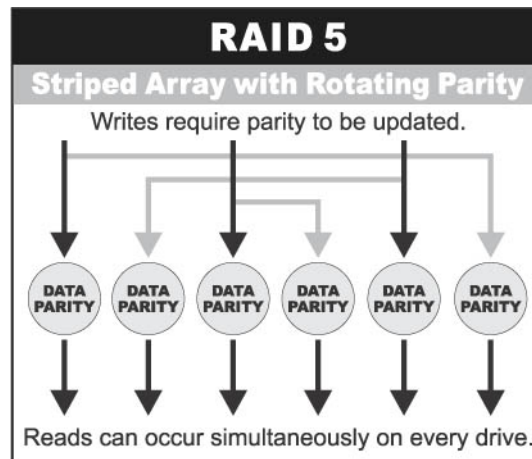 RAID 5
Striped Array with Rotating Parity
Writes require parity to be updated.
DATA DATA DATA DATA DATA DATA
PARITY PARITY PARITY PARITY PARITY PARITY
Reads can occur simultaneously on every drive.